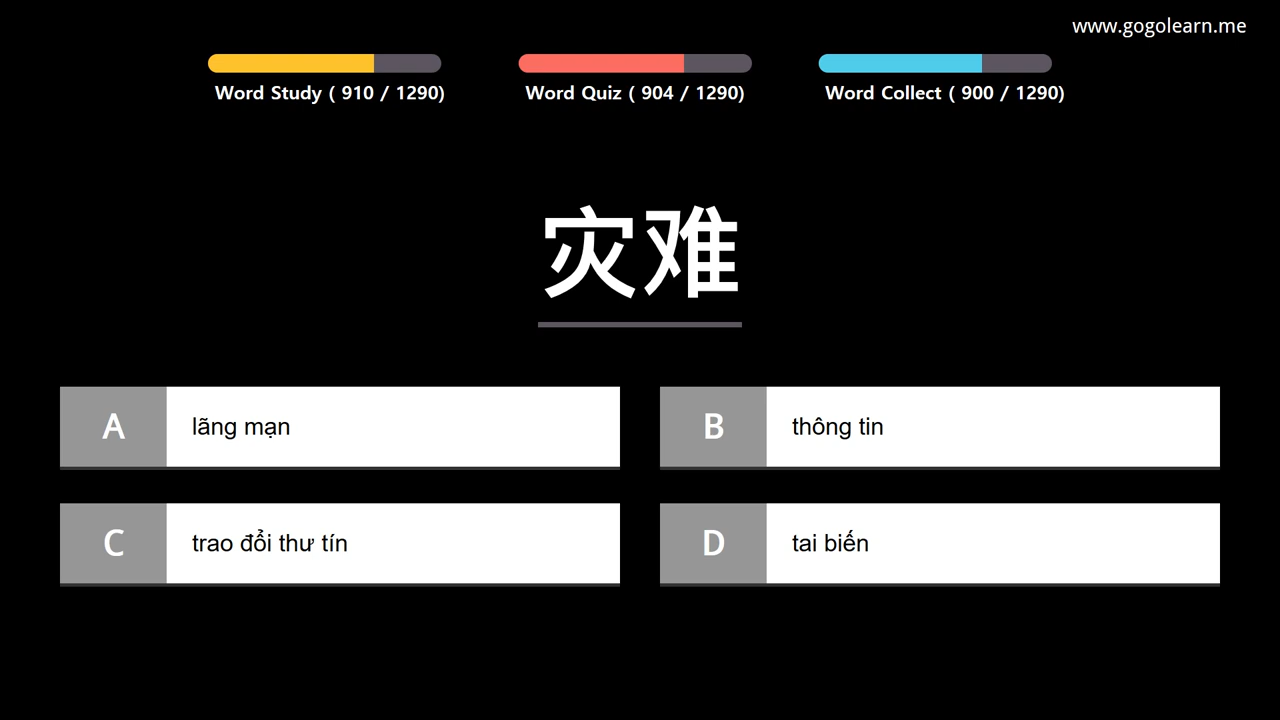 www.gogolearn.me
Word Study ( 910 / 1290)
Word Quiz ( 904 / 1290)
Word Collect ( 900 / 1290)
灾难
A lãng mạn
B thông tin
C trao đổi thư tín
D tai biến